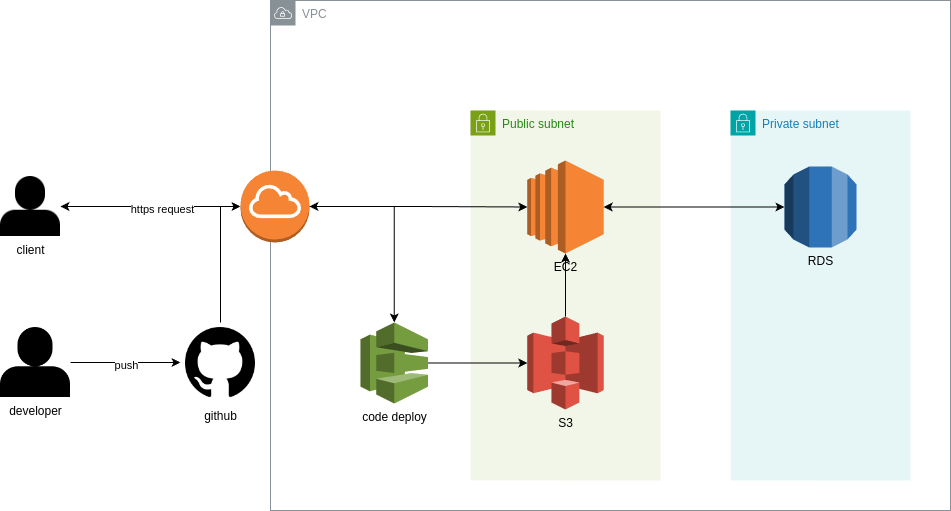 VPC
Public subnet
Private subnet
https request
client
EC2
RDS
push
developer
github
code deploy
S3